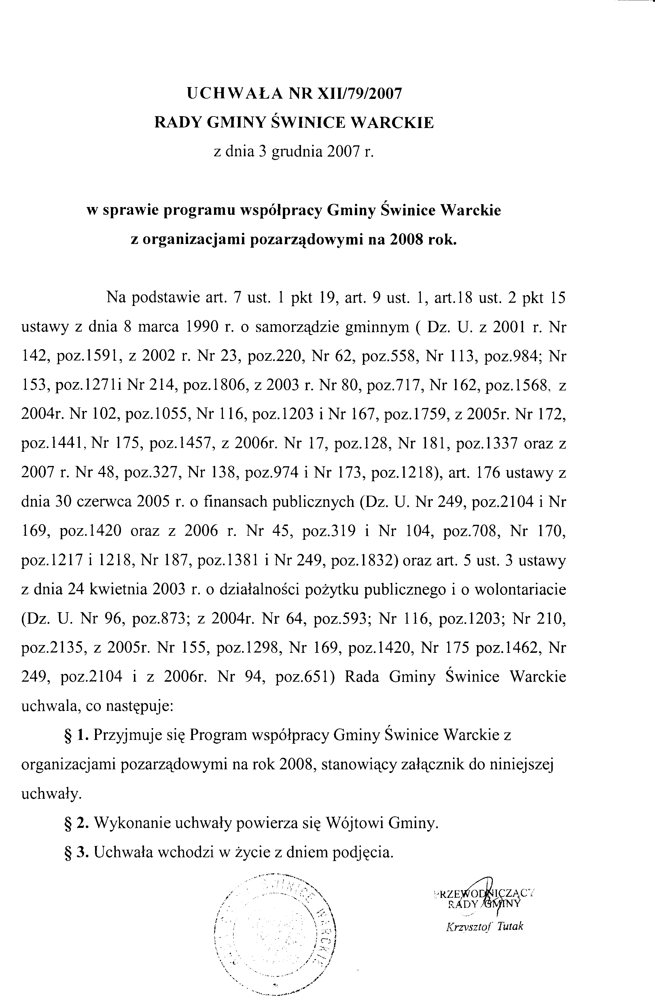 UCHWAŁA NR XII/79/2007
RADY GMINY ŚWINICE WARCKIE
z dnia 3 grudnia 2007 r.
w sprawie programu współpracy Gminy Świnice Warckie
z organizacjami pozarządowymi na 2008 rok.
Na podstawie art. 7 ust. 1 pkt 19, art. 9 ust. 1, art.18 ust. 2 pkt 15
ustawy z dnia 8 marca 1990 r. o samorządzie gminnym ( Dz. U. z 2001 r. Nr
142, poz.1591, z 2002 r. Nr 23, poz.220, Nr 62, poz.558, Nr 113, poz.984; Nr
153, poz.1271i Nr 214, poz.1806, z 2003 r. Nr 80, poz.717, Nr 162, poz.1568, z
2004r. Nr 102, poz.1055, Nr 116, poz.1203 i Nr 167, poz.1759, z 2005r. Nr 172,
poz.1441, Nr 175, poz.1457, z 2006r. Nr 17, poz.128, Nr 181, poz.1337 oraz z
2007 r. Nr 48, poz.327, Nr 138, poz.974 i Nr 173, poz.1218), art. 176 ustawy z
dnia 30 czerwca 2005 r. o finansach publicznych (Dz. U. Nr 249, poz.2104 i Nr
169, poz.1420 oraz z 2006 r. Nr 45, poz.319 i Nr 104, poz.708, Nr 170,
poz.1217 i 1218, Nr 187, poz.1381 i Nr 249, poz.1832) oraz art. 5 ust. 3 ustawy
z dnia 24 kwietnia 2003 r. o działalności pożytku publicznego i o wolontariacie
(Dz. U. Nr 96, poz.873; z 2004r. Nr 64, poz.593; Nr 116, poz.1203; Nr 210,
poz.2135, z 2005r. Nr 155, poz.1298, Nr 169, poz.1420, Nr 175 poz.1462, Nr
249, poz.2104 i z 2006r. Nr 94, poz.651) Rada Gminy Świnice Warckie
uchwala, co następuje:
§ 1. Przyjmuje się Program współpracy Gminy Świnice Warckie z
organizacjami pozarządowymi na rok 2008, stanowiący załącznik do niniejszej
uchwały.
§ 2. Wykonanie uchwały powierza się Wójtowi Gminy.
§ 3. Uchwała wchodzi w życie z dniem podjęcia.
ŚWINICE WARCKIE
PRZEWODNICZĄCY
RADY GMINY
Krzysztof Tutak